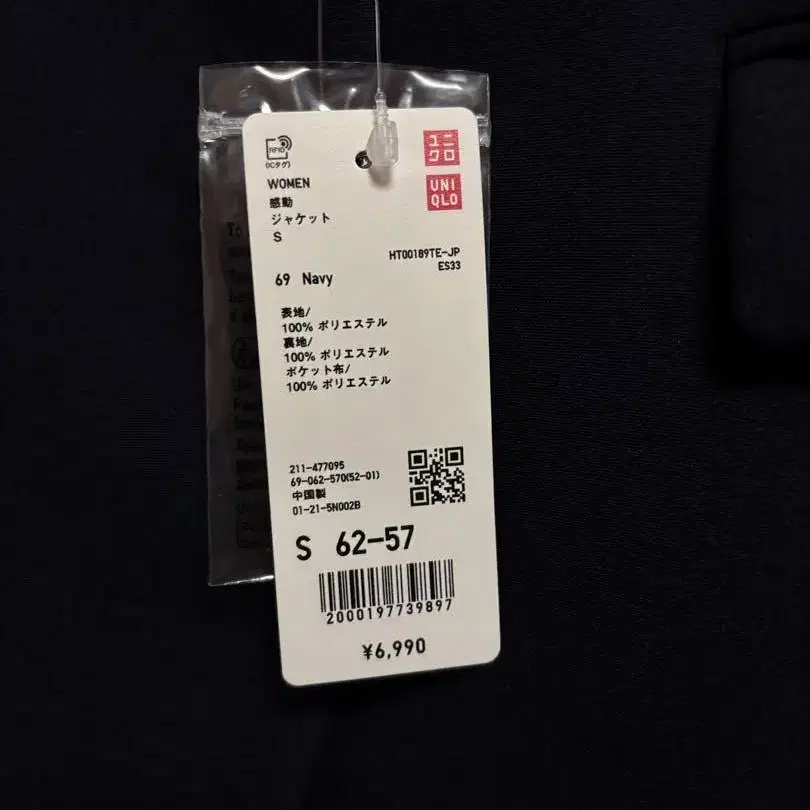 RFID
(ICタグ)
ユニ
クロ
UNI
QLO
WOMEN
感動
ジャケット
S
HT00189TE-JP
ES33
69 Navy
表地/
100% ポリエステル
裏地/
100% ポリエステル
ポケット布/
100% ポリエステル
211-477095
69-062-570(52-01)
中国製
01-21-5N002B
S 62-57
2000197739897
¥6,990